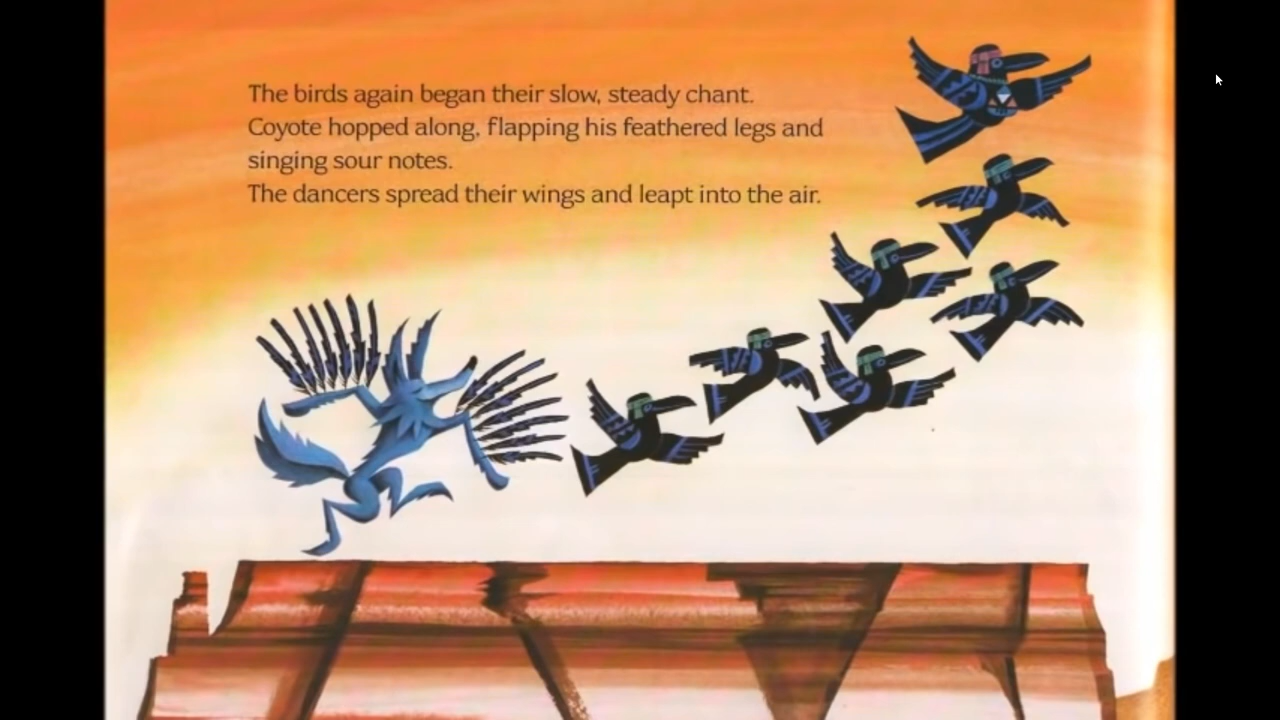 The birds again began their slow, steady chant.
Coyote hopped along, flapping his feathered legs and
singing sour notes.
The dancers spread their wings and leapt into the air.